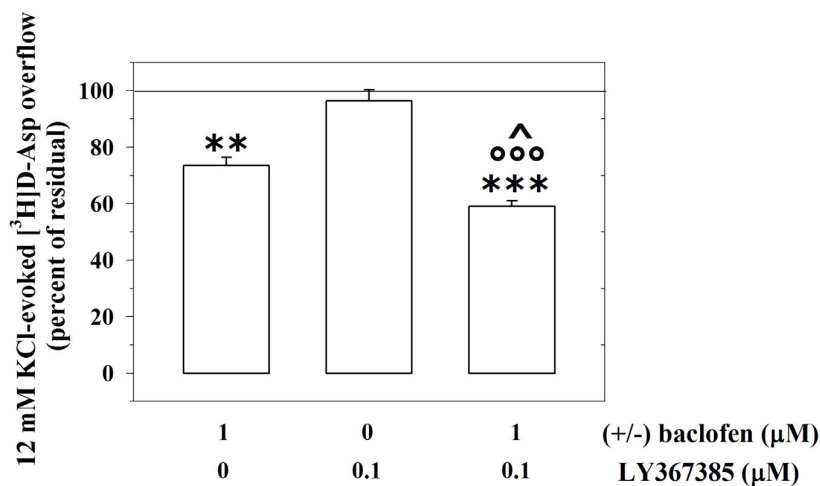 12 mM KCl-evoked [³H]D-Asp overflow
(percent of residual)
100
80
60
40
20
0
**
^
°°°
***
1 0 1 (+/-) baclofen (μM)
0 0.1 0.1 LY367385 (μM)